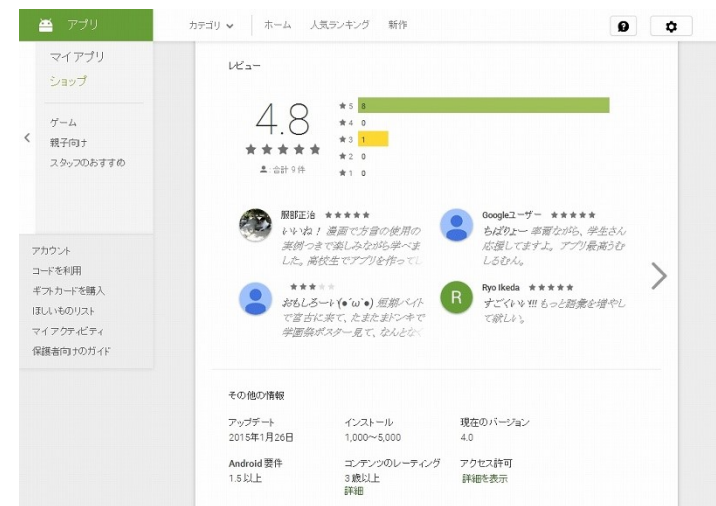 アプリ
カテゴリ ホーム 人気ランキング 新作
マイアプリ
ショップ
ゲーム
親子向け
スタッフのおすすめ
アカウント
コードを利用
ギフトカードを購入
ほしいものリスト
マイアクティビティ
保護者向けのガイド
レビュー
4.8
合計 9 件
★ 5 8
★ 4 0
★ 3 1
★ 2 0
★ 1 0
服部正治 ★★★★★
いいね! 漫画で方言の使用の
実例つきで楽しみながら学べま
した。高校生でアプリを作ってし
Googleユーザー ★★★★★
ちばりょー 卒寥ながら、学生さん
応援してますよ。アプリ最高うむ
しるむん。
★★★★★
おもしろーい(●´ω`●) 短期バイト
で宮古に来て、たまたまドンキで
学園祭ポスター見て、なんとなく
Ryo Ikeda ★★★★★
R
すごくいい!!! もっと語彙を増やし
て欲しい。
その他の情報
アップデート
2015年1月26日
インストール
1,000～5,000
現在のバージョン
4.0
Android 要件
1.5 以上
コンテンツのレーティング
3 歳以上
詳細
アクセス許可
詳細を表示